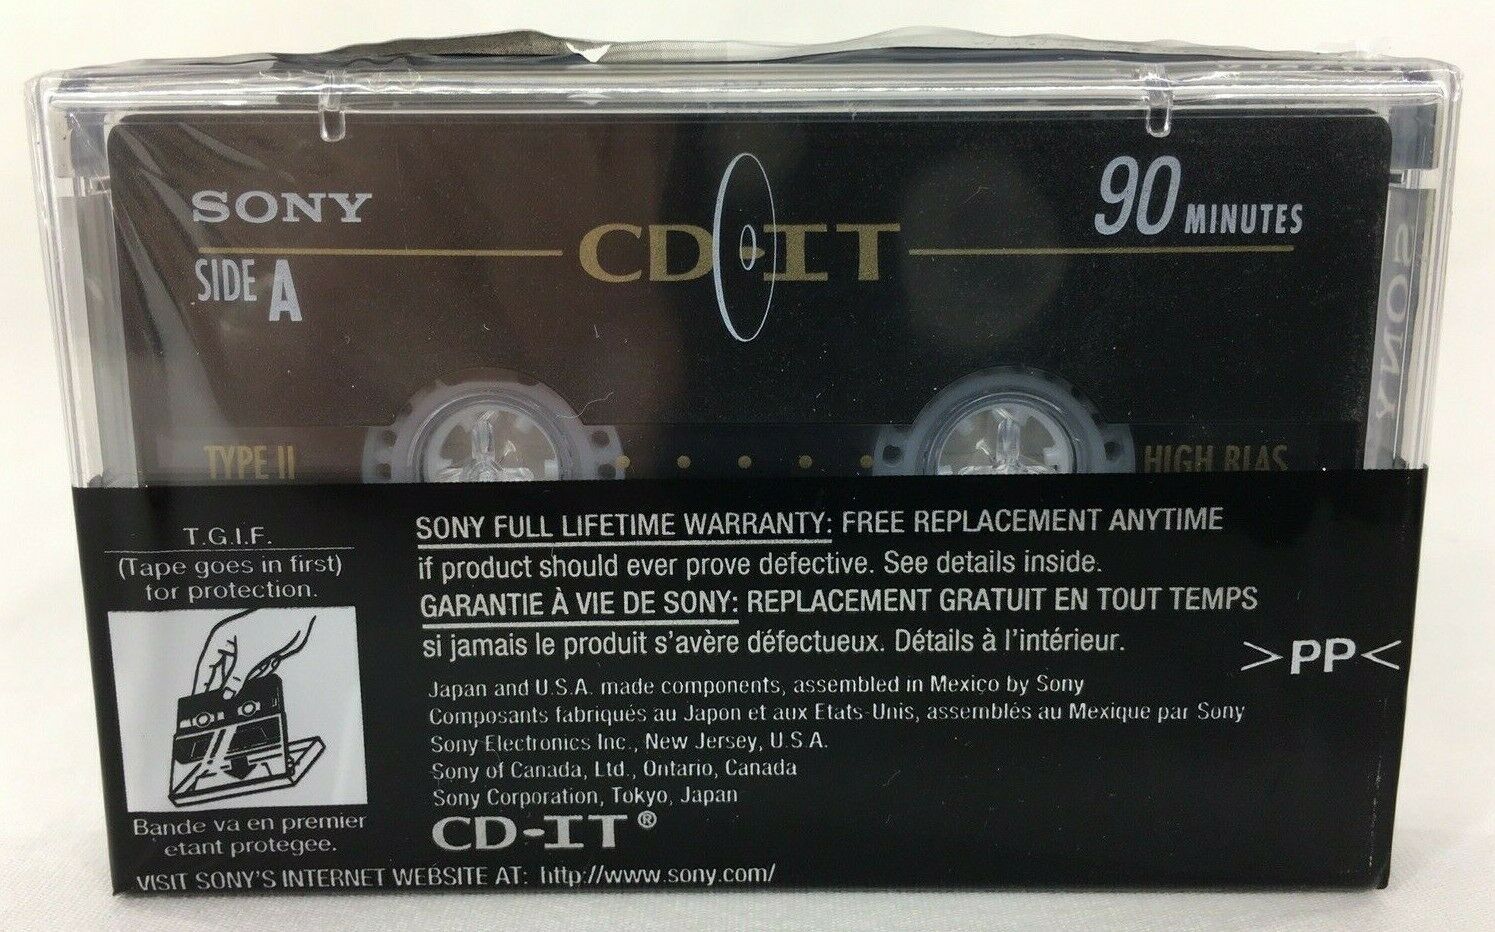 SONY
CD-IT
90 MINUTES
SIDE A
SONY
TYPE II
HIGH BIAS
T.G.I.F.
(Tape goes in first)
for protection.
Bande va en premier
etant protegee.
SONY FULL LIFETIME WARRANTY: FREE REPLACEMENT ANYTIME
if product should ever prove defective. See details inside.
GARANTIE À VIE DE SONY: REPLACEMENT GRATUIT EN TOUT TEMPS
si jamais le produit s'avère défectueux. Détails à l'intérieur.
>PP<
Japan and U.S.A. made components, assembled in Mexico by Sony
Composants fabriqués au Japon et aux Etats-Unis, assemblés au Mexique par Sony
Sony Electronics Inc., New Jersey, U.S.A.
Sony of Canada, Ltd., Ontario, Canada
Sony Corporation, Tokyo, Japan
CD-IT®
VISIT SONY'S INTERNET WEBSITE AT: http://www.sony.com/